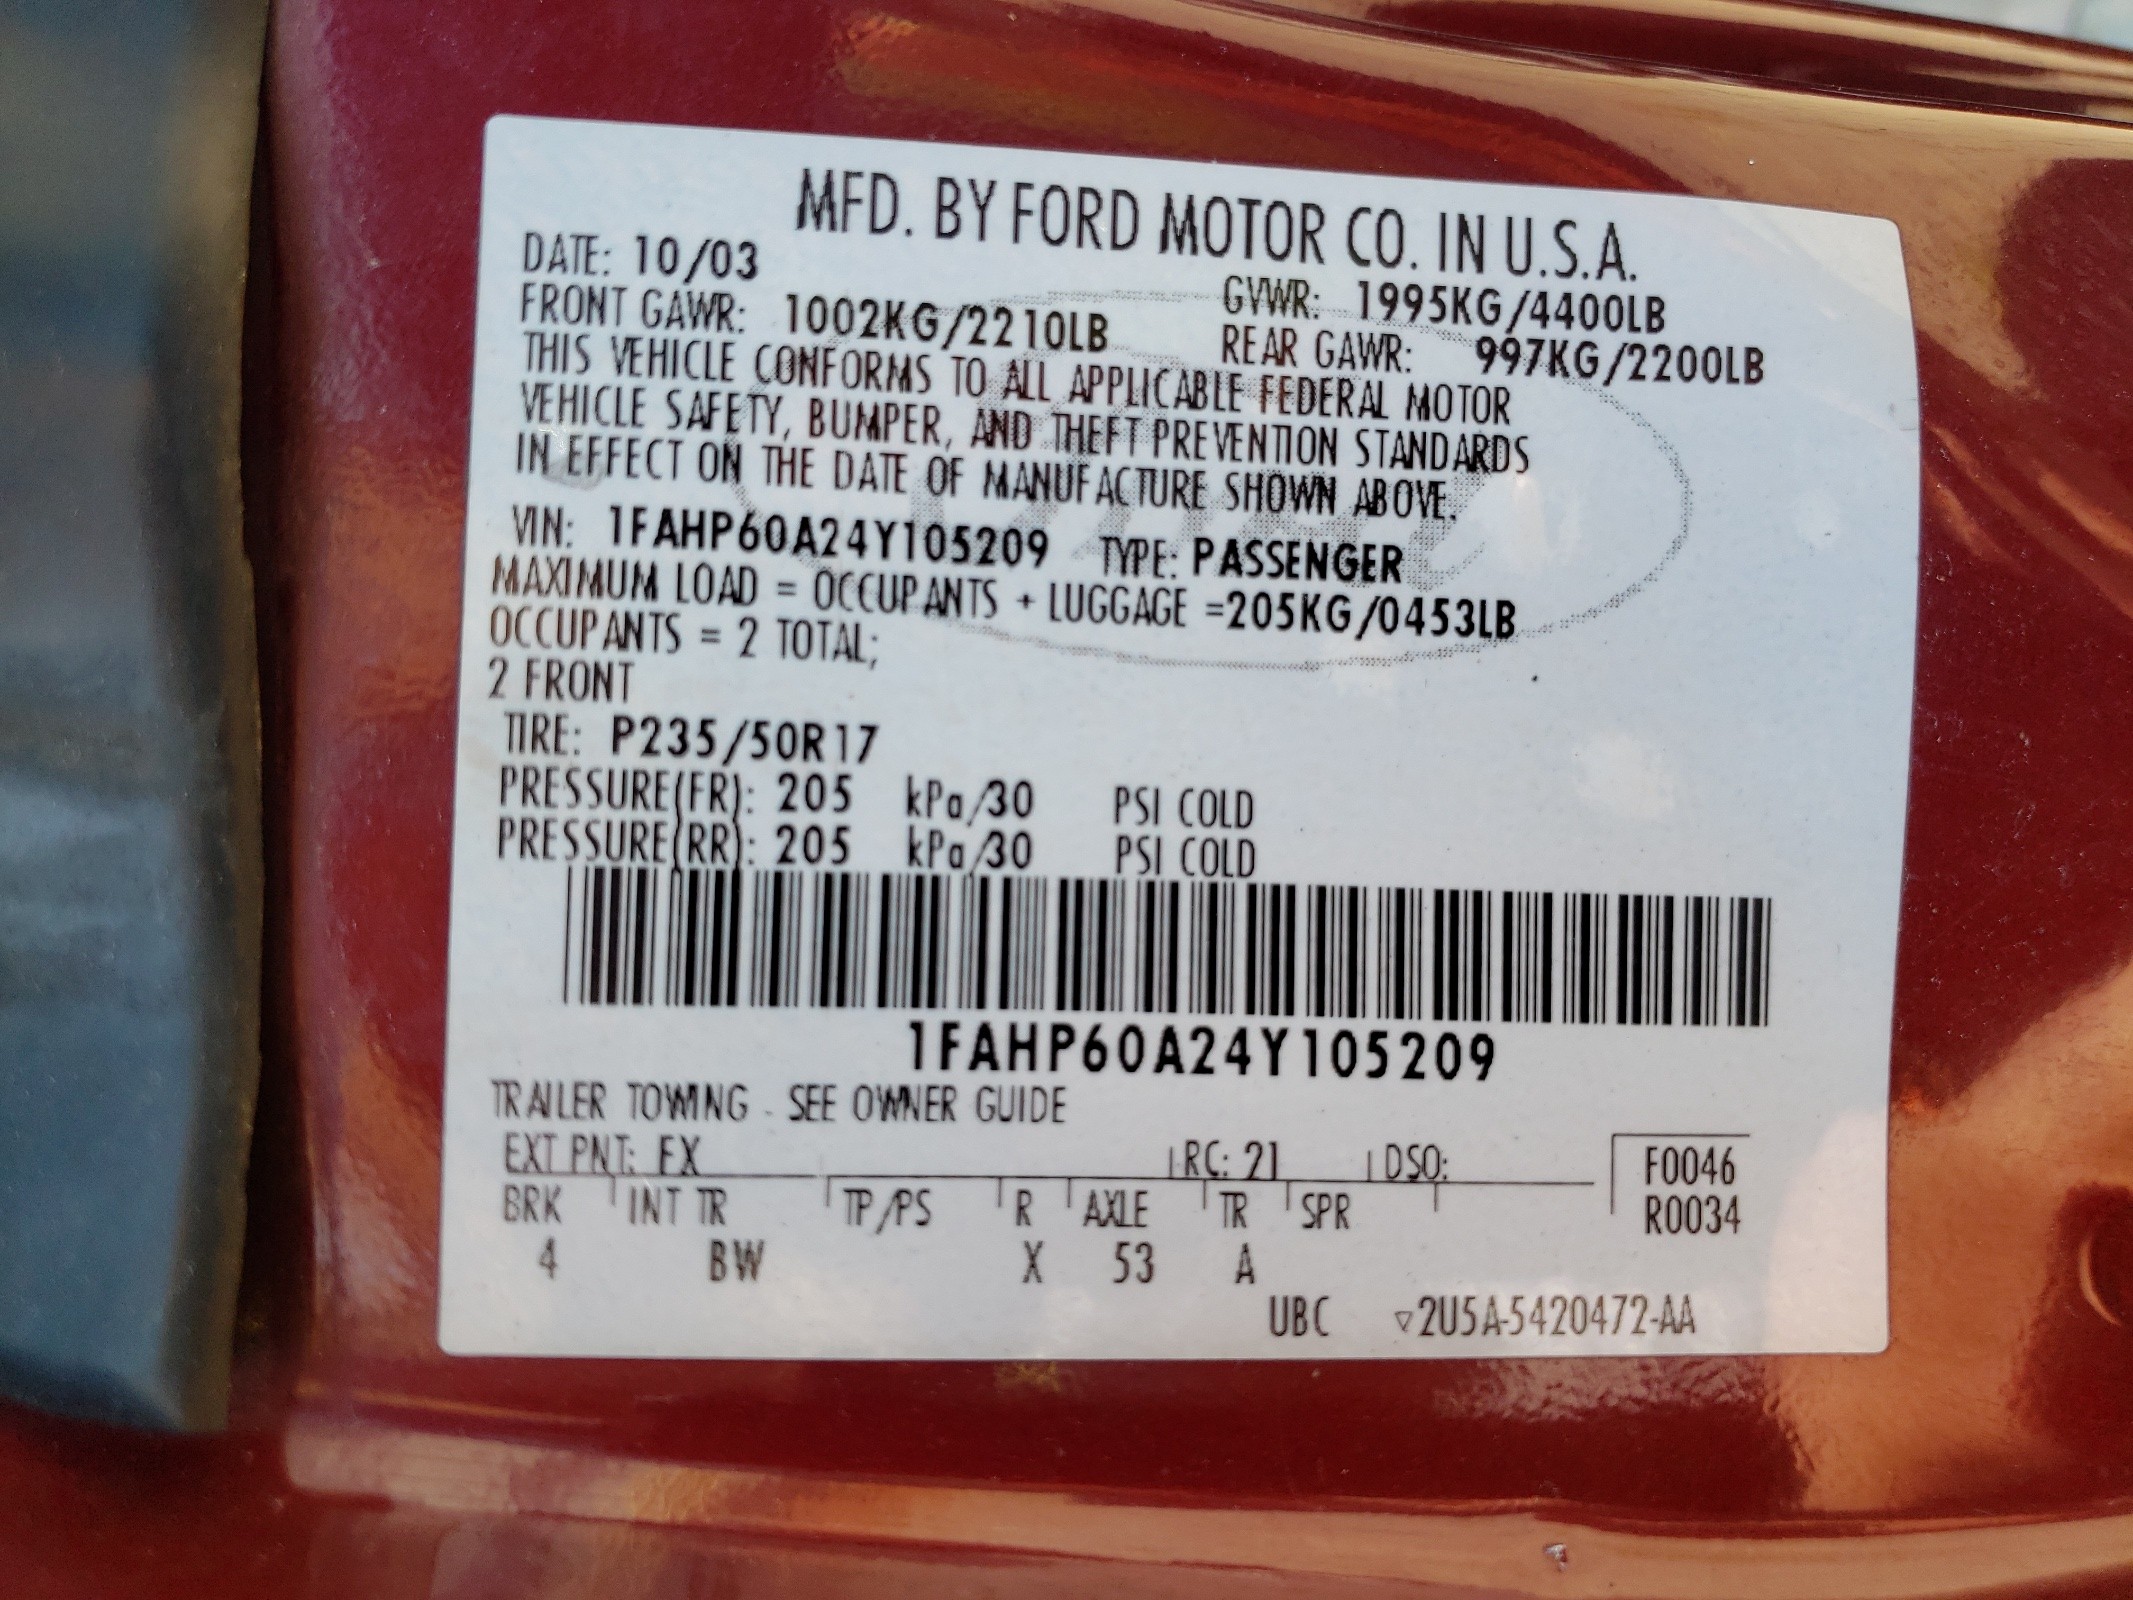 MFD. BY FORD MOTOR CO. IN U.S.A.
DATE: 10/03 GVWR: 1995KG/4400LB
FRONT GAWR: 1002KG/2210LB REAR GAWR: 997KG/2200LB
THIS VEHICLE CONFORMS TO ALL APPLICABLE FEDERAL MOTOR
VEHICLE SAFETY, BUMPER, AND THEFT PREVENTION STANDARDS
IN EFFECT ON THE DATE OF MANUFACTURE SHOWN ABOVE.
VIN: 1FAHP60A24Y105209 TYPE: PASSENGER
MAXIMUM LOAD = OCCUPANTS + LUGGAGE =205KG/0453LB
OCCUPANTS = 2 TOTAL;
2 FRONT
TIRE: P235/50R17
PRESSURE(FR): 205 kPa/30 PSI COLD
PRESSURE(RR): 205 kPa/30 PSI COLD
1FAHP60A24Y105209
TRAILER TOWING - SEE OWNER GUIDE
EXT PNT: FX RC: 21 DSO: F0046
BRK INT TR TP/PS R AXLE TR SPR R0034
4 BW X 53 A
UBC ▽2U5A-5420472-AA